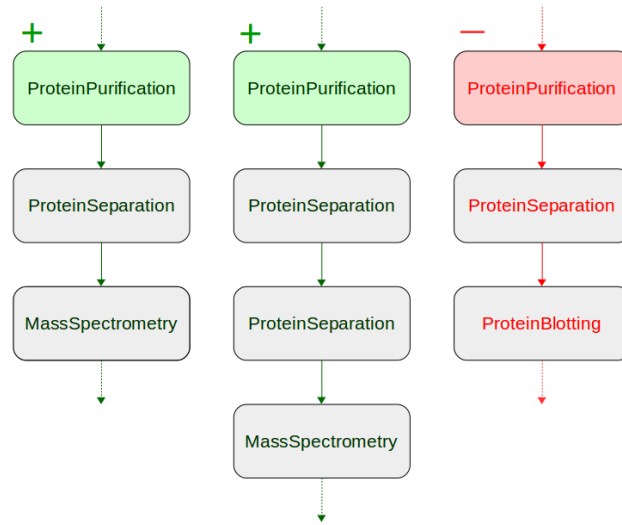 +
ProteinPurification
ProteinSeparation
MassSpectrometry
+
ProteinPurification
ProteinSeparation
ProteinSeparation
MassSpectrometry
−
ProteinPurification
ProteinSeparation
ProteinBlotting